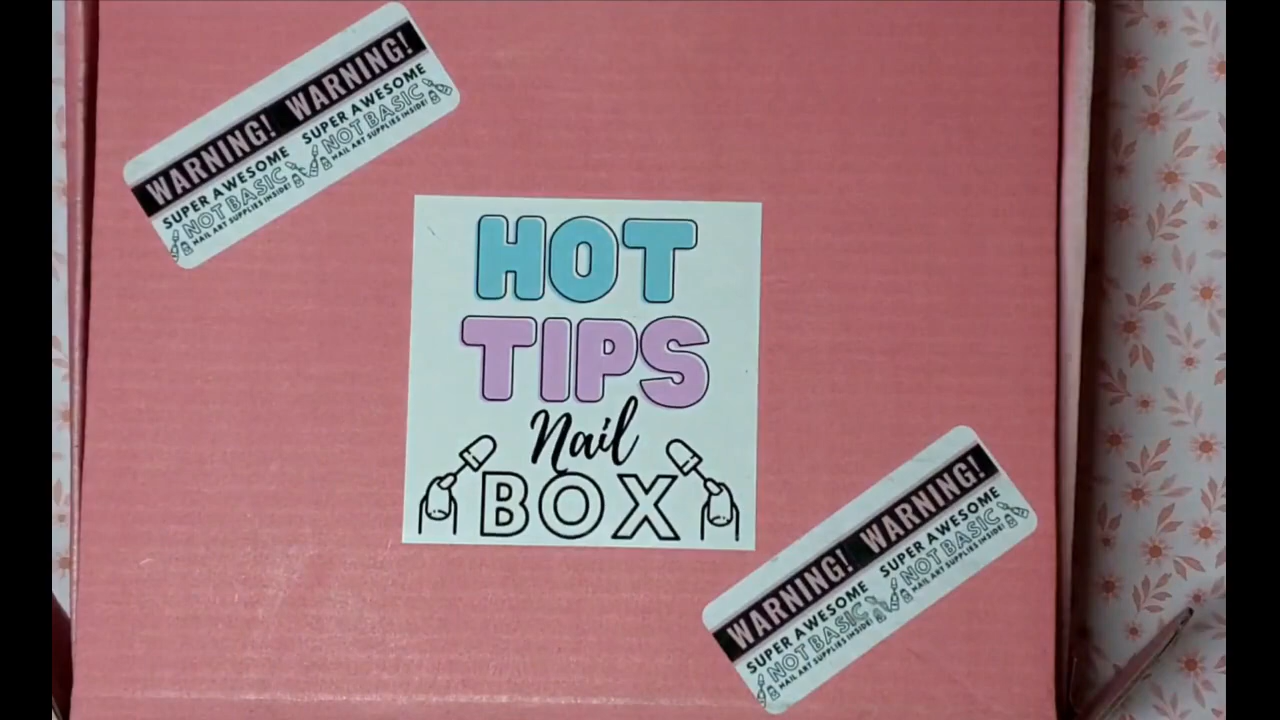 WARNING! WARNING!
SUPER AWESOME SUPER AWESOME
NOT BASIC NOT BASIC
NAIL ART SUPPLIES INSIDE! NAIL ART SUPPLIES INSIDE!
HOT
TIPS
Nail
BOX
WARNING! WARNING!
SUPER AWESOME SUPER AWESOME
NOT BASIC NOT BASIC
NAIL ART SUPPLIES INSIDE! NAIL ART SUPPLIES INSIDE!